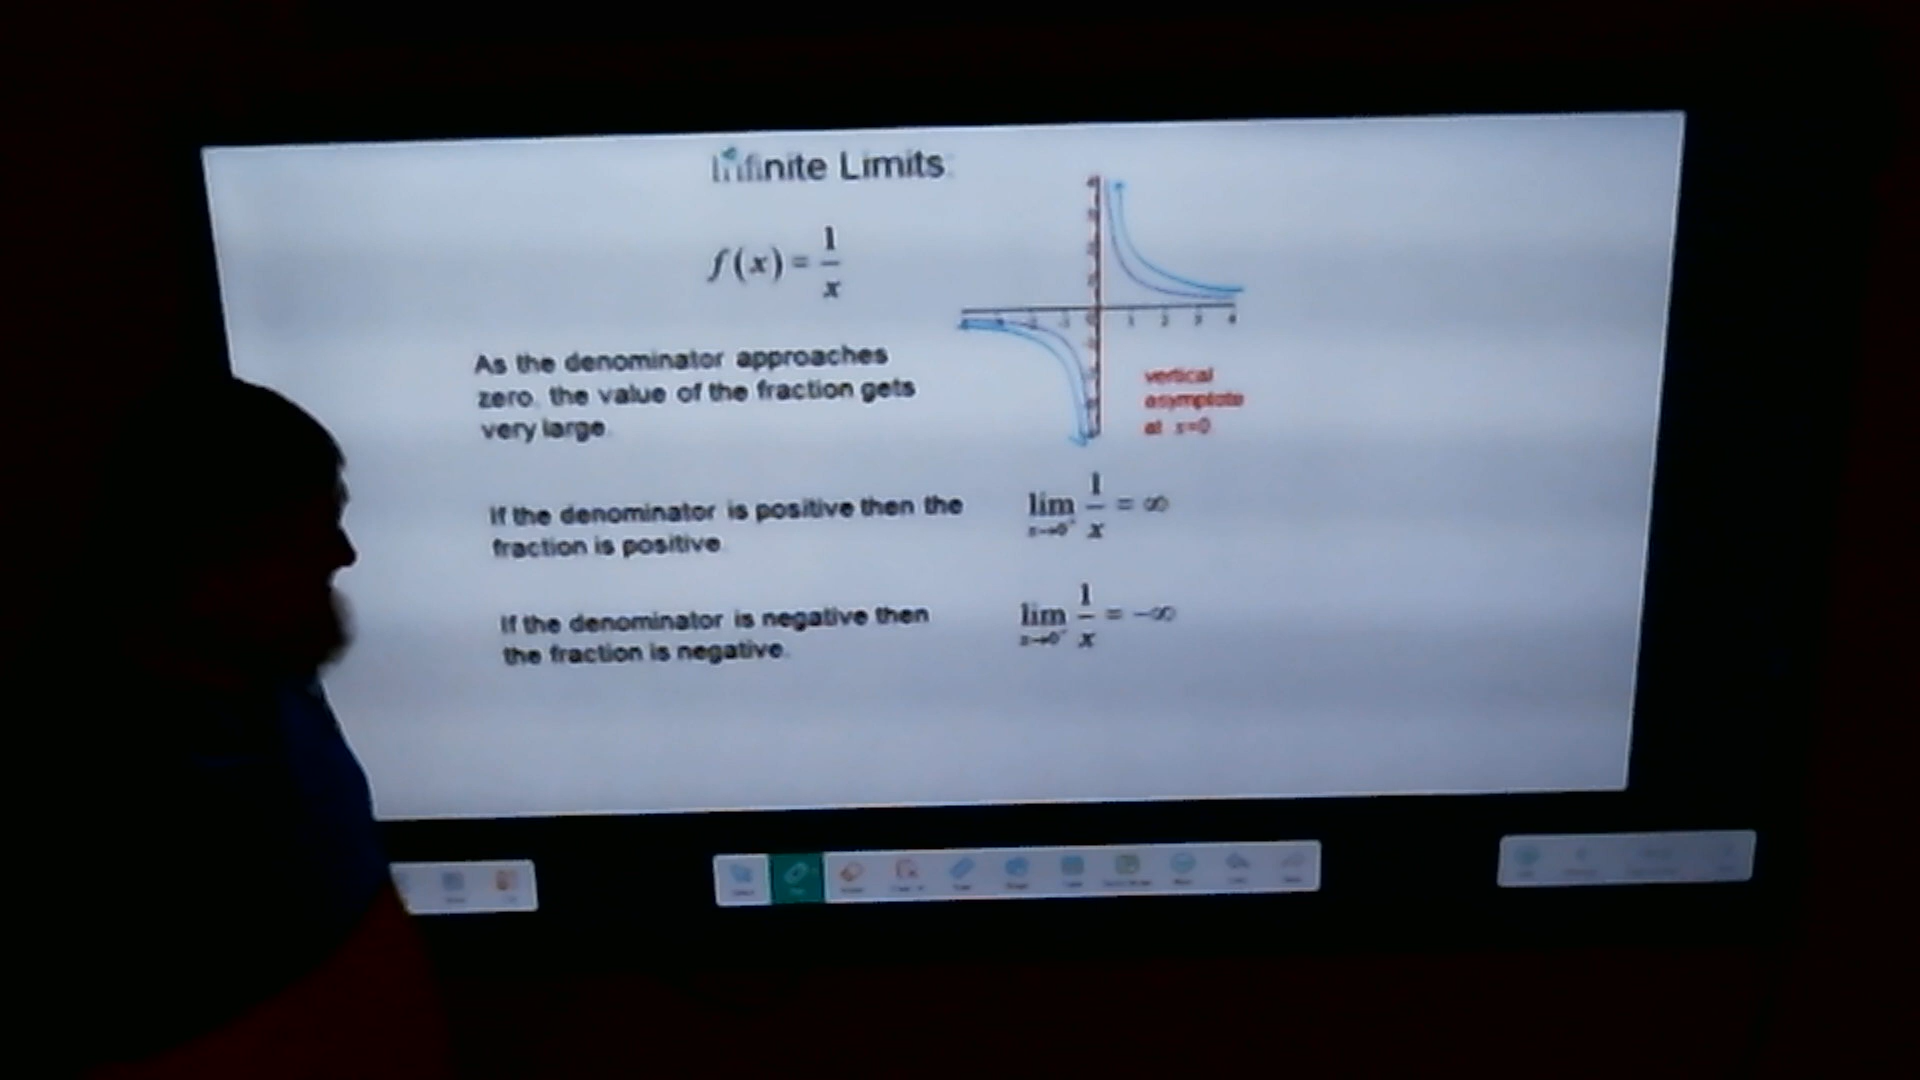 Infinite Limits:
f(x) = 1/x
As the denominator approaches
zero, the value of the fraction gets
very large.
vertical
asymptote
at x=0.
If the denominator is positive then the
fraction is positive.
lim x→0⁺ 1/x = ∞
If the denominator is negative then
the fraction is negative.
lim x→0⁻ 1/x = −∞